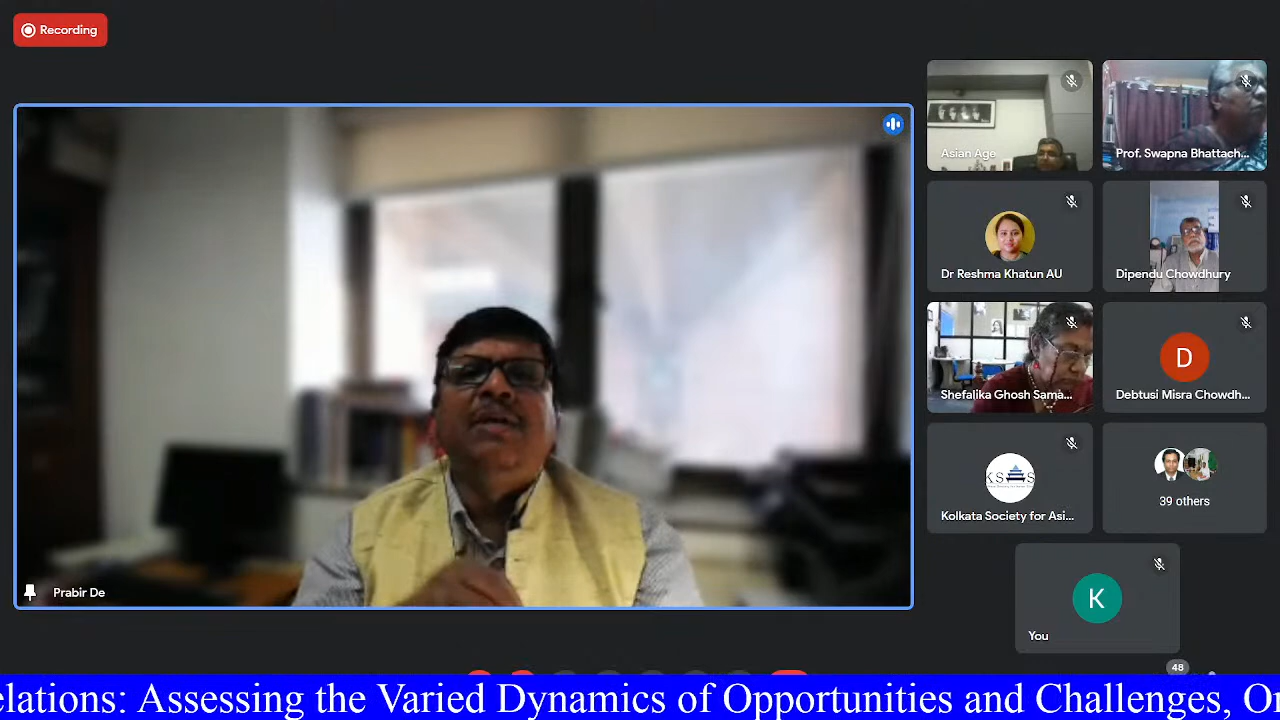 Recording
Asian Age
Prof. Swapna Bhattach...
Dr Reshma Khatun AU
Dipendu Chowdhury
Shefalika Ghosh Sama...
D
Debtusi Misra Chowdh...
KSAS
Kolkata Society for Asi...
39 others
K
You
Prabir De
48
elations: Assessing the Varied Dynamics of Opportunities and Challenges, Or